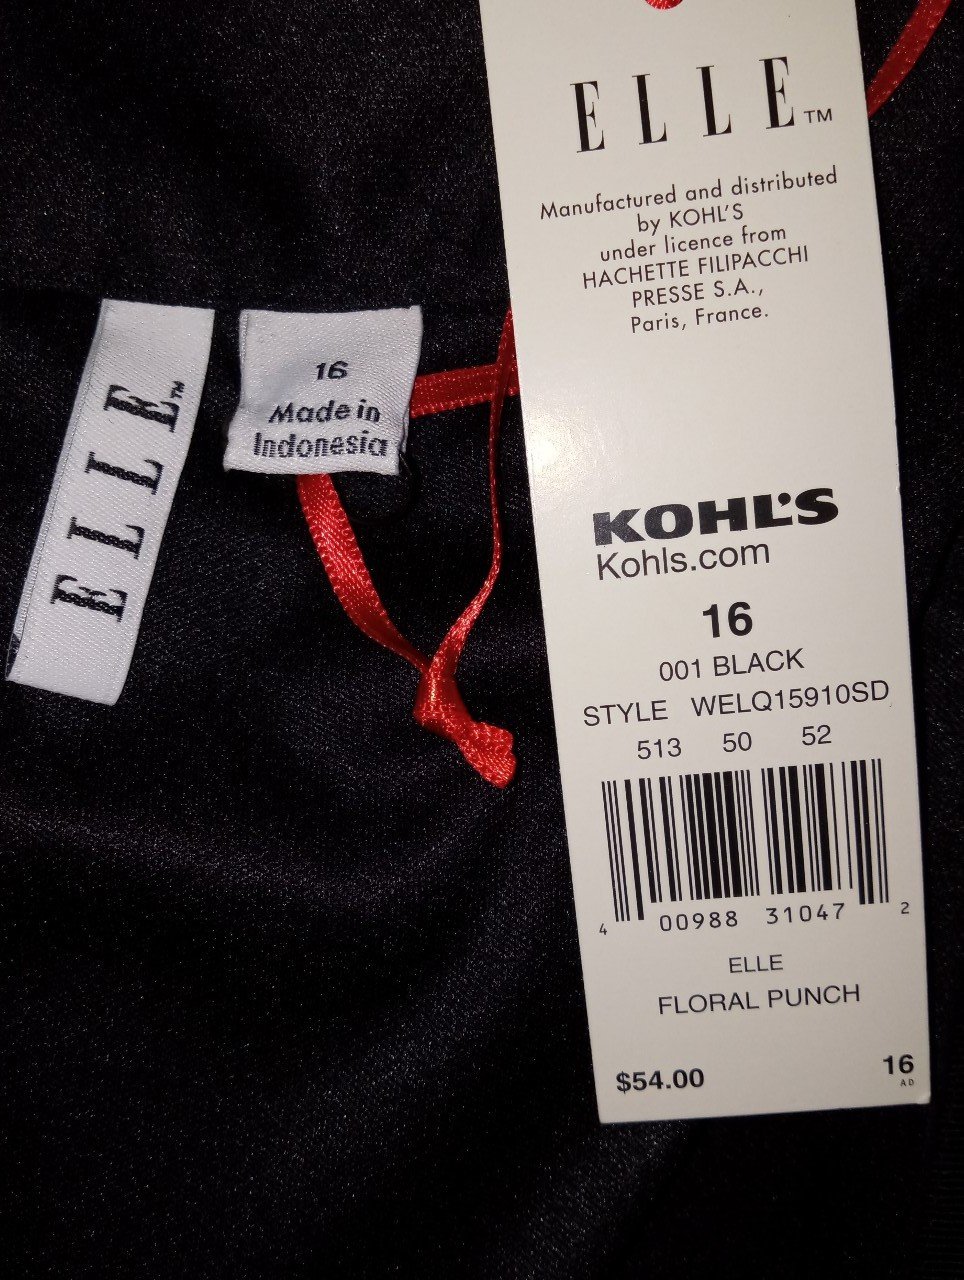 ELLE™
Manufactured and distributed
by KOHL'S
under licence from
HACHETTE FILIPACCHI
PRESSE S.A.,
Paris, France.
ELLE™
16
Made in
Indonesia
KOHL'S
Kohls.com
16
001 BLACK
STYLE WELQ15910SD
513 50 52
4 00988 31047 2
ELLE
FLORAL PUNCH
$54.00 16
AD